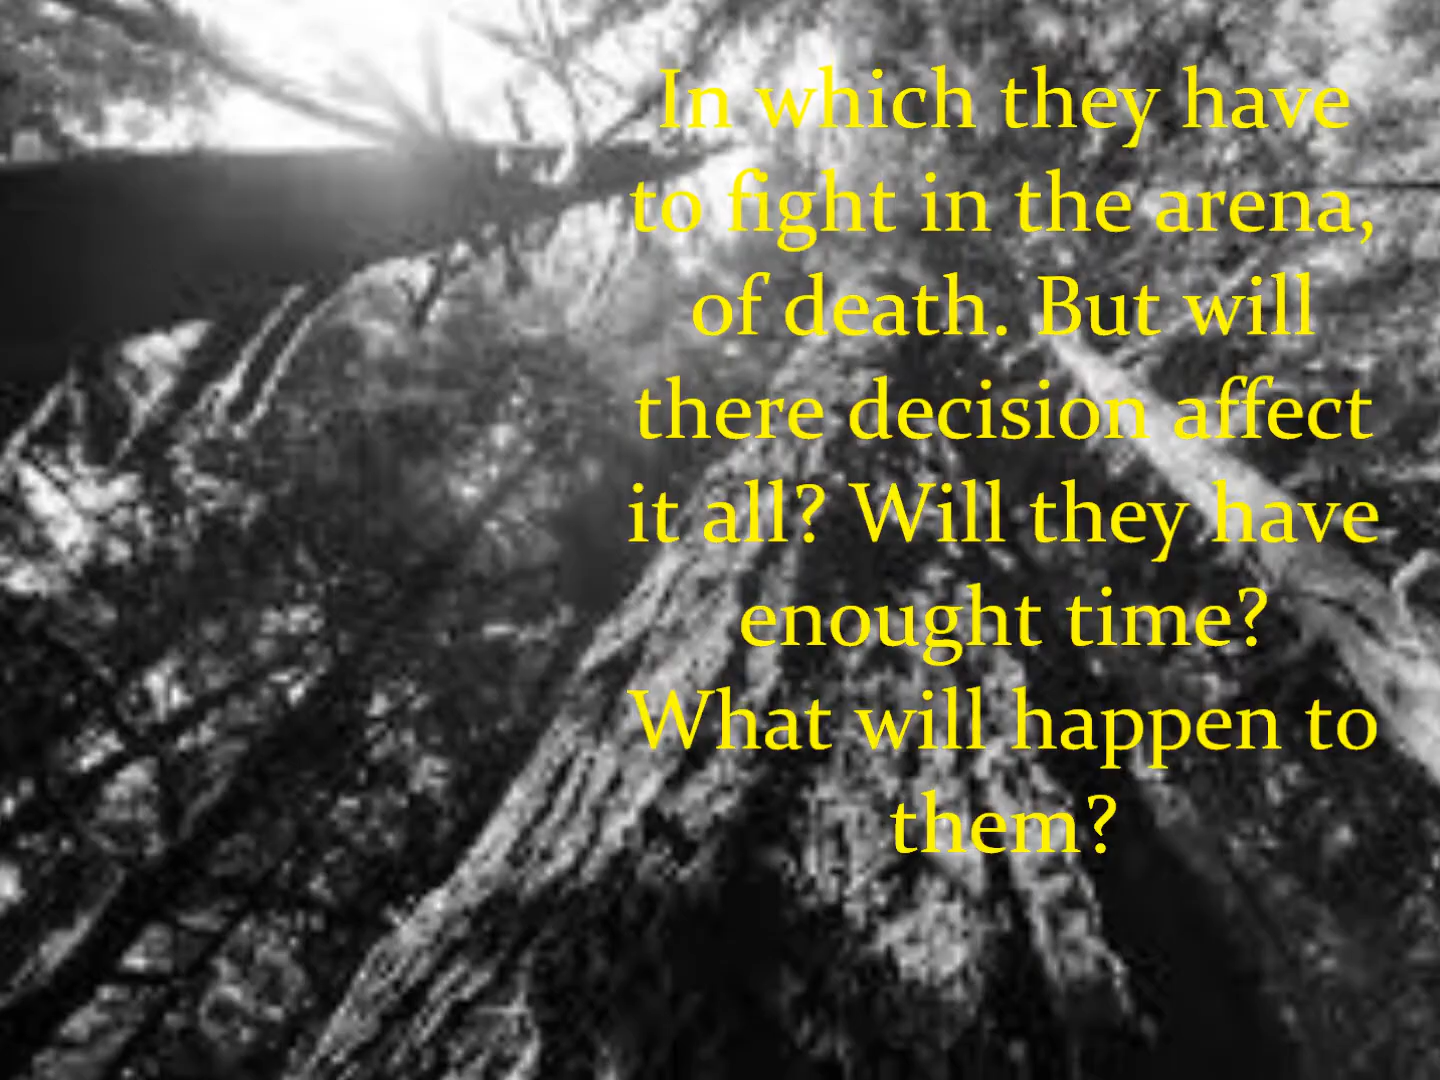 In which they have
to fight in the arena,
of death. But will
there decision affect
it all? Will they have
enought time?
What will happen to
them?